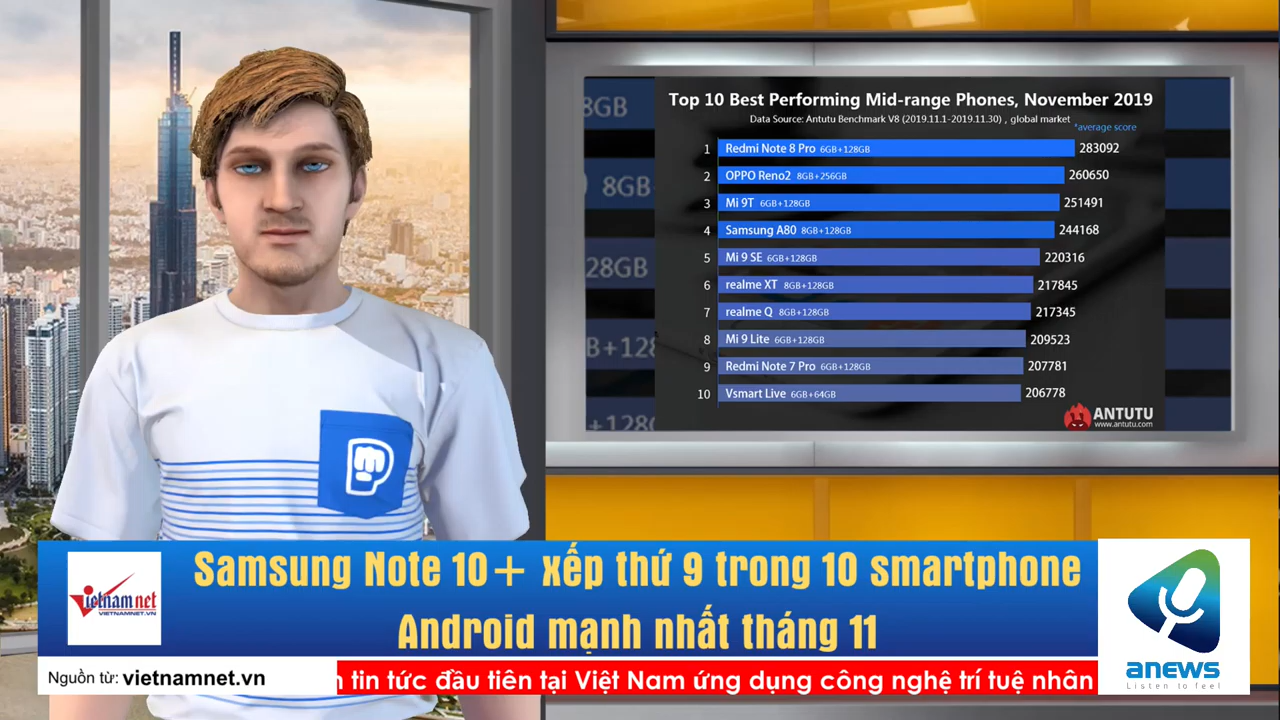 8GB
8GB
28GB
B+128
+128G
Top 10 Best Performing Mid-range Phones, November 2019
Data Source: Antutu Benchmark V8 (2019.11.1-2019.11.30) , global market
*average score
1 Redmi Note 8 Pro 6GB+128GB 283092
2 OPPO Reno2 8GB+256GB 260650
3 Mi 9T 6GB+128GB 251491
4 Samsung A80 8GB+128GB 244168
5 Mi 9 SE 6GB+128GB 220316
6 realme XT 8GB+128GB 217845
7 realme Q 8GB+128GB 217345
8 Mi 9 Lite 6GB+128GB 209523
9 Redmi Note 7 Pro 6GB+128GB 207781
10 Vsmart Live 6GB+64GB 206778
ANTUTU
www.antutu.com
Samsung Note 10+ xếp thứ 9 trong 10 smartphone
Android mạnh nhất tháng 11
Vietnamnet
VIETNAMNET.VN
Nguồn từ: vietnamnet.vn
tin tức đầu tiên tại Việt Nam ứng dụng công nghệ trí tuệ nhân
anews
Listen to feel